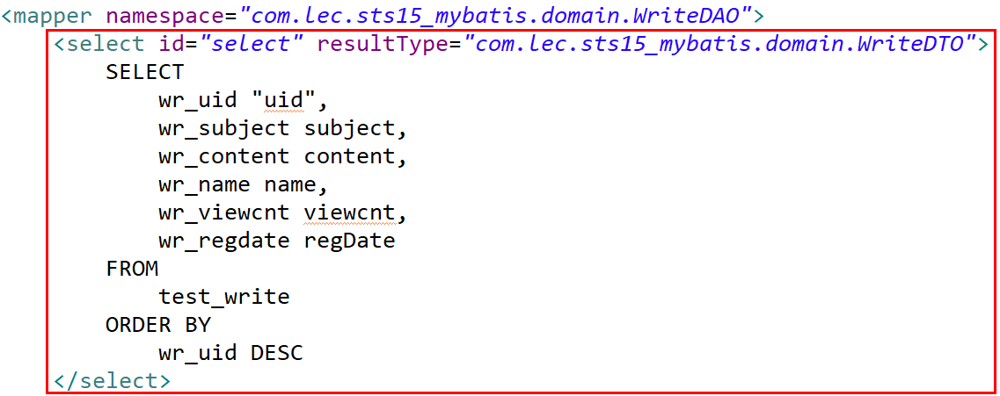 <mapper namespace="com.lec.sts15_mybatis.domain.WriteDAO">
<select id="select" resultType="com.lec.sts15_mybatis.domain.WriteDTO">
SELECT
wr_uid "uid",
wr_subject subject,
wr_content content,
wr_name name,
wr_viewcnt viewcnt,
wr_regdate regDate
FROM
test_write
ORDER BY
wr_uid DESC
</select>